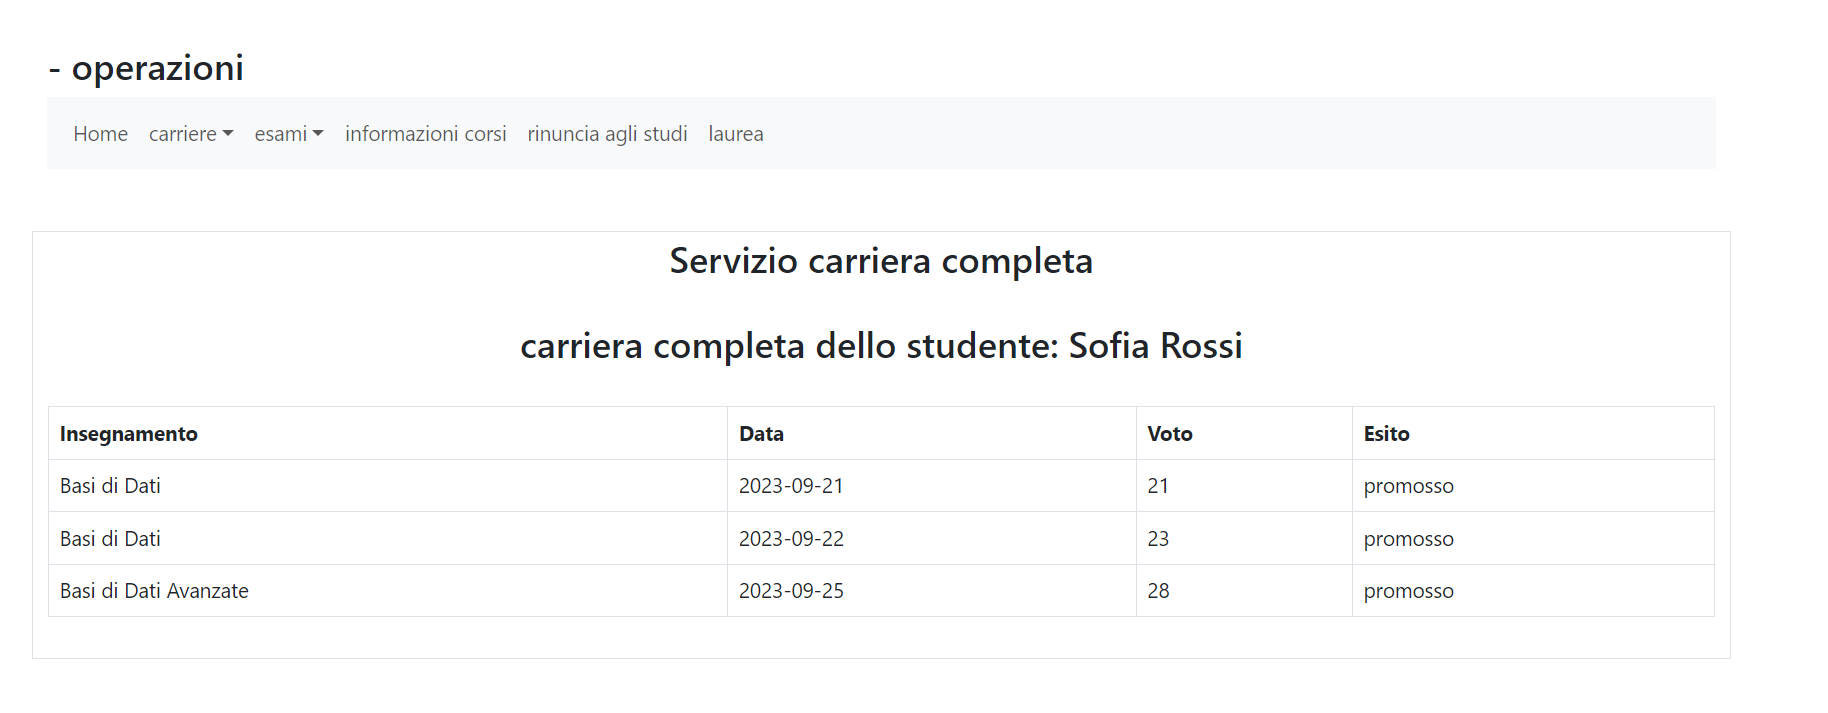 - operazioni
Home carriere esami informazioni corsi rinuncia agli studi laurea
Servizio carriera completa
carriera completa dello studente: Sofia Rossi
Insegnamento Data Voto Esito
Basi di Dati 2023-09-21 21 promosso
Basi di Dati 2023-09-22 23 promosso
Basi di Dati Avanzate 2023-09-25 28 promosso